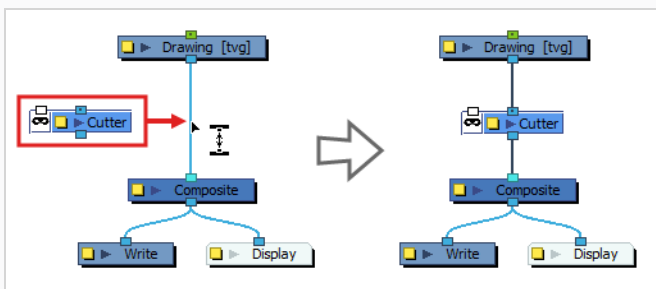 Drawing [tvg]
Cutter
Composite
Write
Display
Drawing [tvg]
Cutter
Composite
Write
Display